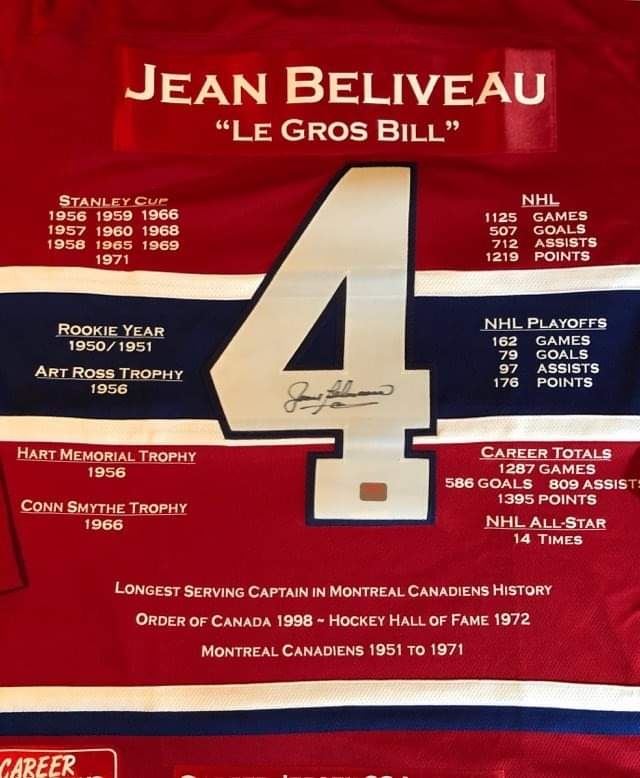 JEAN BELIVEAU
"LE GROS BILL"
STANLEY CUP
1956 1959 1966
1957 1960 1968
1958 1965 1969
1971
NHL
1125 GAMES
507 GOALS
712 ASSISTS
1219 POINTS
4
ROOKIE YEAR
1950/1951
ART ROSS TROPHY
1956
NHL PLAYOFFS
162 GAMES
79 GOALS
97 ASSISTS
176 POINTS
Jean Beliveau
HART MEMORIAL TROPHY
1956
CONN SMYTHE TROPHY
1966
CAREER TOTALS
1287 GAMES
586 GOALS 809 ASSIST
1395 POINTS
NHL ALL-STAR
14 TIMES
LONGEST SERVING CAPTAIN IN MONTREAL CANADIENS HISTORY
ORDER OF CANADA 1998 ~ HOCKEY HALL OF FAME 1972
MONTREAL CANADIENS 1951 TO 1971
CAREER